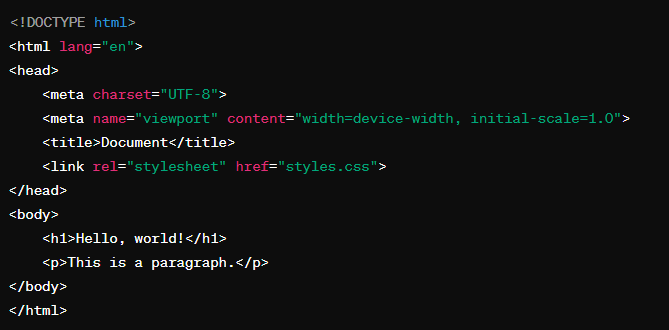 <!DOCTYPE html>
<html lang="en">
<head>
    <meta charset="UTF-8">
    <meta name="viewport" content="width=device-width, initial-scale=1.0">
    <title>Document</title>
    <link rel="stylesheet" href="styles.css">
</head>
<body>
    <h1>Hello, world!</h1>
    <p>This is a paragraph.</p>
</body>
</html>